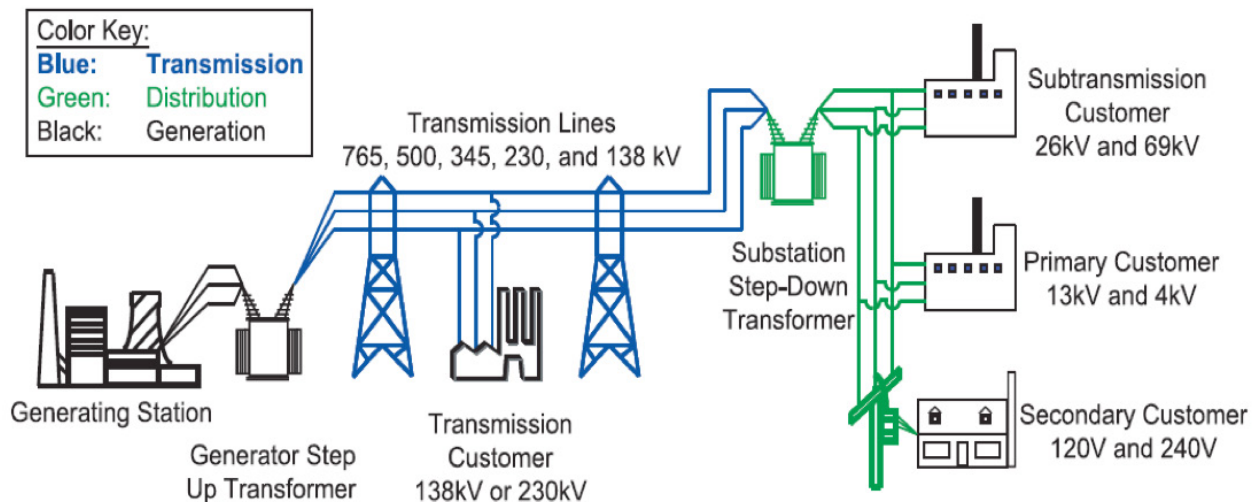 Color Key:
Blue: Transmission
Green: Distribution
Black: Generation
Transmission Lines
765, 500, 345, 230, and 138 kV
Subtransmission
Customer
26kV and 69kV
Substation
Step-Down
Transformer
Primary Customer
13kV and 4kV
Generating Station
Generator Step
Up Transformer
Transmission
Customer
138kV or 230kV
Secondary Customer
120V and 240V